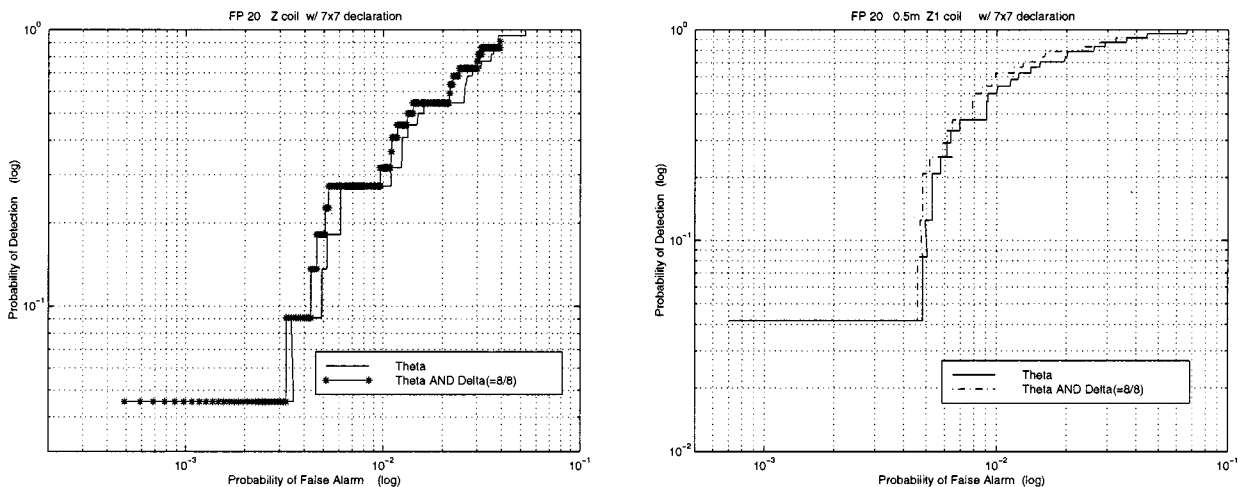 FP 20 Z coil w/ 7x7 declaration
10^0
10^-1
Probability of Detection (log)
Theta
Theta AND Delta(=8/8)
10^-3
10^-2
10^-1
Probability of False Alarm (log)
FP 20 0.5m Z1 coil w/ 7x7 declaration
10^0
10^-1
10^-2
Probability of Detection (log)
Theta
Theta AND Delta(=8/8)
10^-3
10^-2
10^-1
Probability of False Alarm (log)